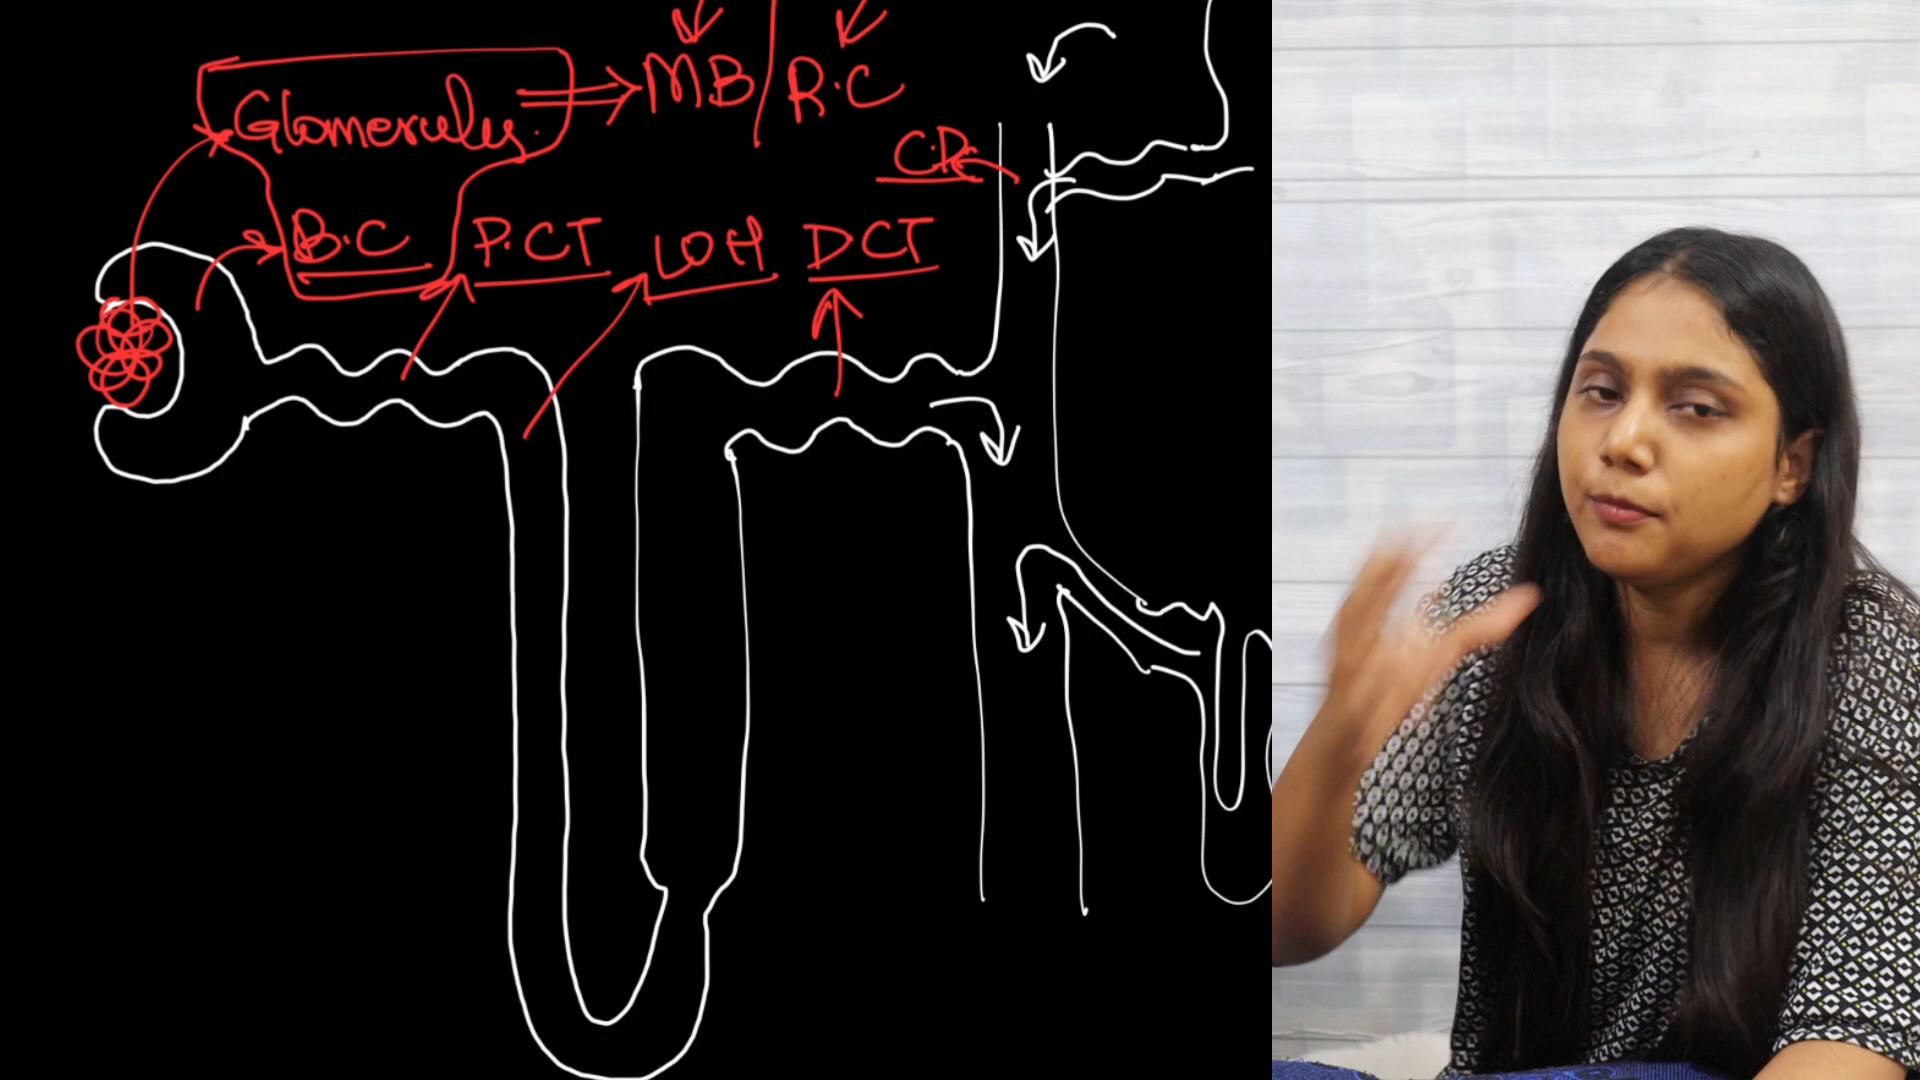 Glomerulus. ⇒ MB / R.C
C.D
B.C P.CT LOH DCT